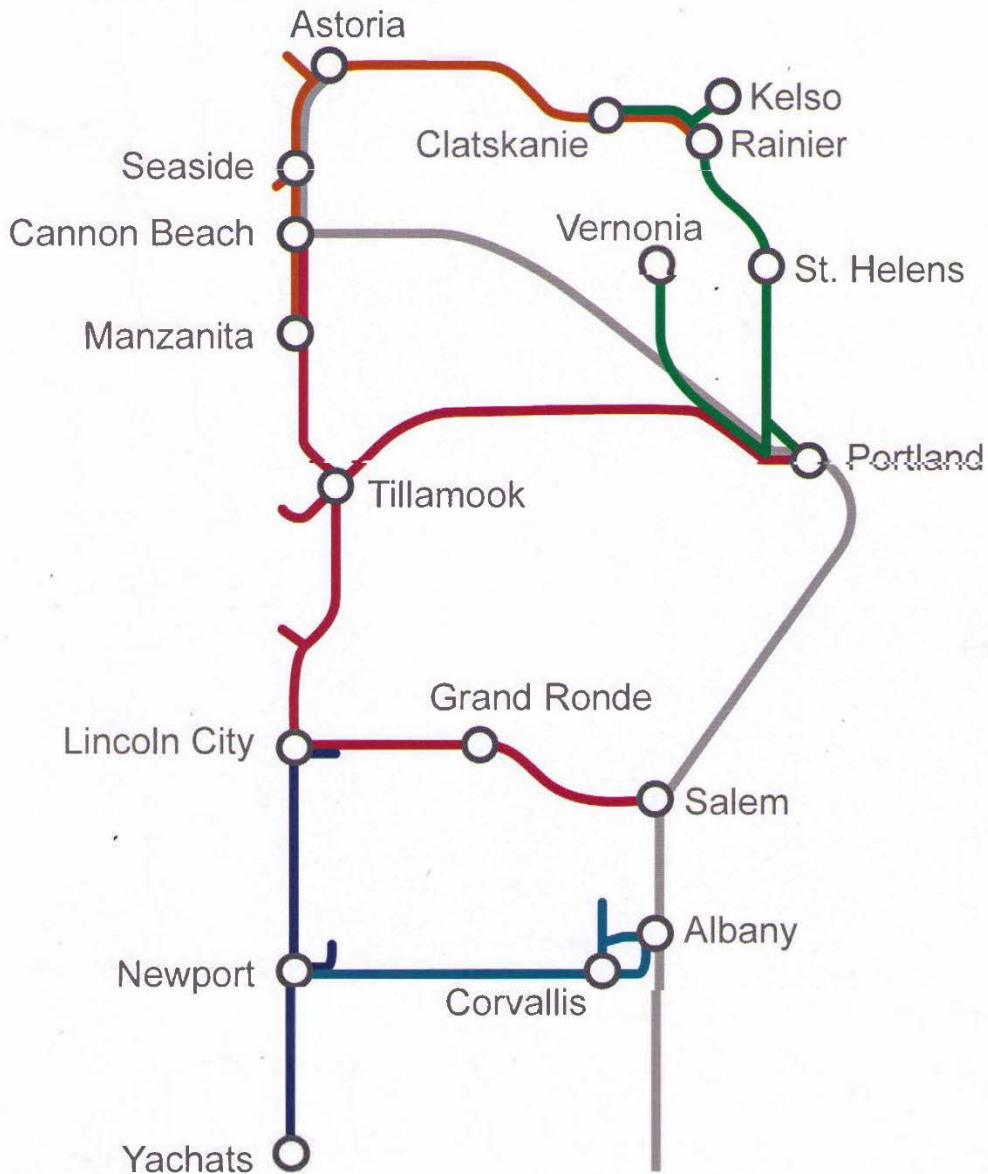 Astoria
Kelso
Clatskanie
Rainier
Seaside
Cannon Beach
Vernonia
St. Helens
Manzanita
Portland
Tillamook
Grand Ronde
Lincoln City
Salem
Albany
Newport
Corvallis
Yachats